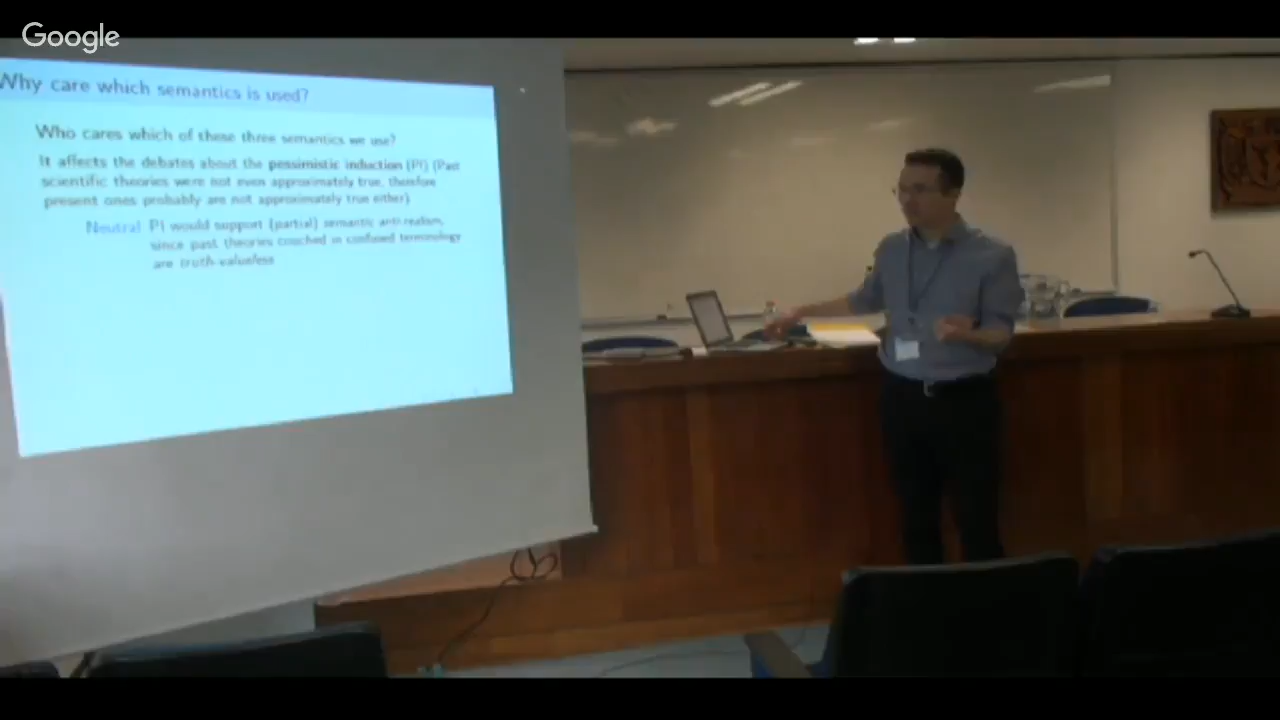 Google
Why care which semantics is used?
Who cares which of these three semantics we use?
It affects the debates about the pessimistic induction (PI) (Past
scientific theories were not even approximately true, therefore
present ones probably are not approximately true either)
Neutral PI would support (partial) semantic anti-realism,
since past theories couched in confused terminology
are truth-valueless